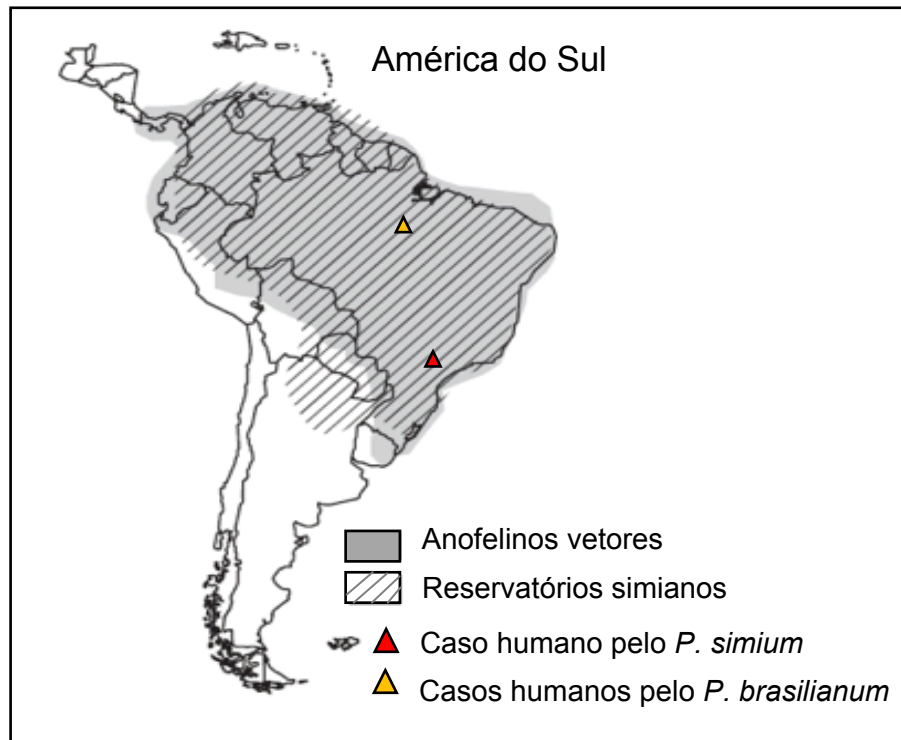 América do Sul
Anofelinos vetores
Reservatórios simianos
Caso humano pelo P. simium
Casos humanos pelo P. brasilianum